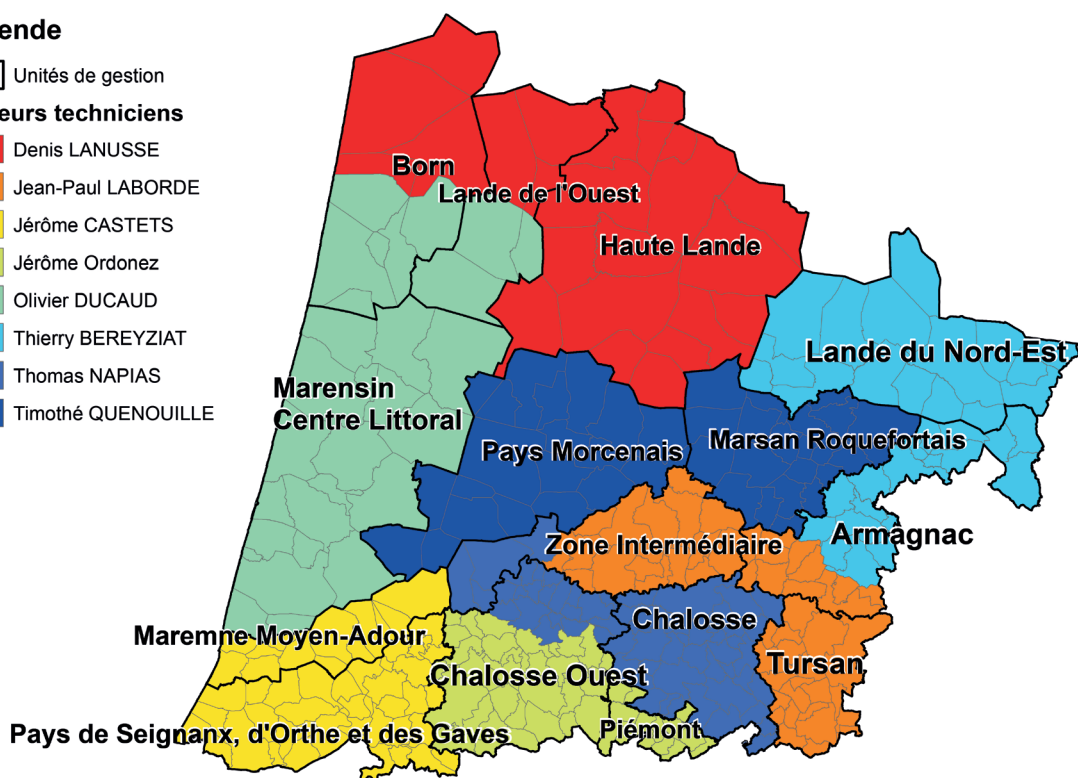 ende
Unités de gestion
eurs techniciens
Denis LANUSSE
Jean-Paul LABORDE
Jérôme CASTETS
Jérôme Ordonez
Olivier DUCAUD
Thierry BEREYZIAT
Thomas NAPIAS
Timothé QUENOUILLE
Born
Lande de l'Ouest
Haute Lande
Lande du Nord-Est
Marensin
Centre Littoral
Pays Morcenais
Marsan Roquefortais
Armagnac
Zone Intermédiaire
Chalosse
Maremne Moyen-Adour
Tursan
Chalosse Ouest
Piémont
Pays de Seignanx, d'Orthe et des Gaves